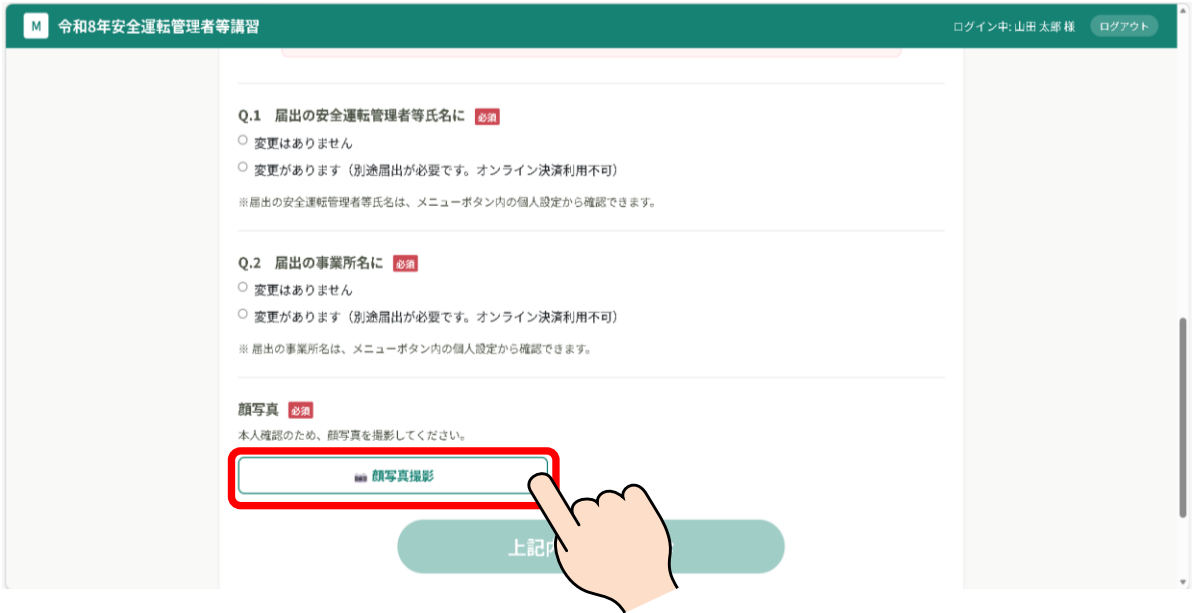 M 令和8年安全運転管理者等講習
ログイン中: 山田 太郎 様 ログアウト
Q.1 届出の安全運転管理者等氏名に 必須
変更はありません
変更があります（別途届出が必要です。オンライン決済利用不可）
※届出の安全運転管理者等氏名は、メニューボタン内の個人設定から確認できます。
Q.2 届出の事業所名に 必須
変更はありません
変更があります（別途届出が必要です。オンライン決済利用不可）
※ 届出の事業所名は、メニューボタン内の個人設定から確認できます。
顔写真 必須
本人確認のため、顔写真を撮影してください。
顔写真撮影
上記